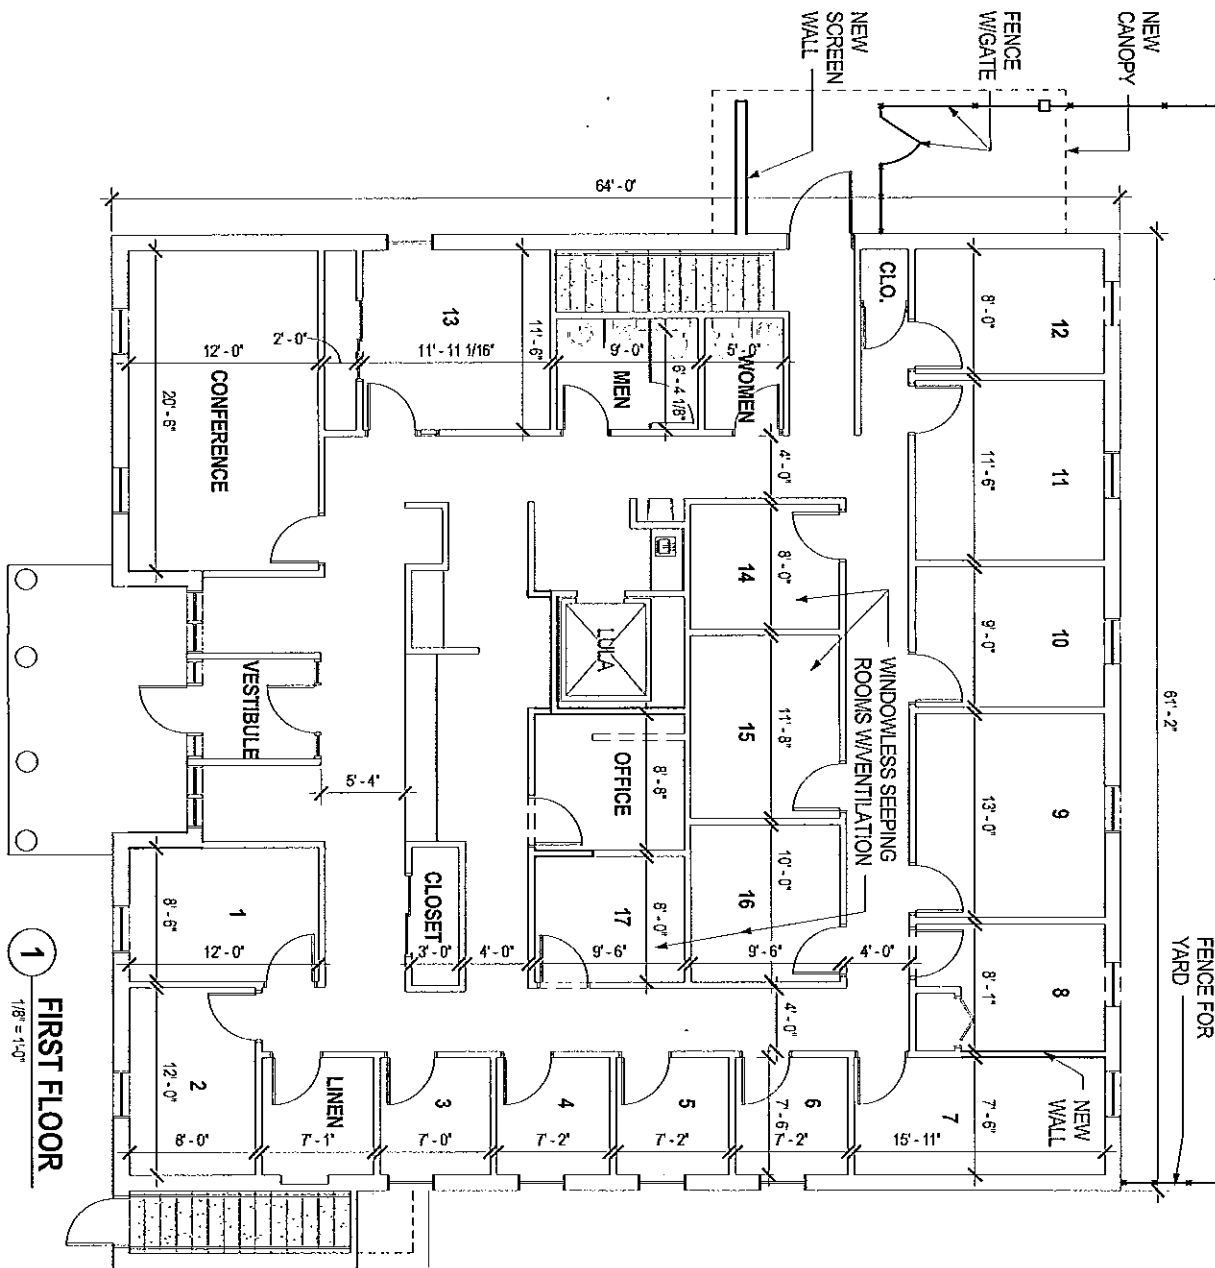 NEW
CANOPY
FENCE
W/GATE
NEW
SCREEN
WALL
64' - 0"
61' - 2"
CLO.
12
8' - 0"
11
11' - 6"
10
9' - 0"
9
13' - 0"
8
8' - 1"
FENCE FOR
YARD
NEW
WALL
7
7' - 6"
15' - 11"
13
11' - 6"
11' - 11 1/16"
2' - 0"
12' - 0"
CONFERENCE
20' - 6"
MEN
9' - 0"
6' - 4 1/8"
WOMEN
5' - 0"
4' - 0"
14
8' - 0"
15
11' - 8"
16
10' - 0"
WINDOWLESS SEEPING
ROOMS W/VENTILATION
LULA
OFFICE
8' - 8"
17
8' - 0"
VESTIBULE
5' - 4"
CLOSET
3' - 0"
4' - 0"
9' - 6"
9' - 6"
4' - 0"
4' - 0"
1
8' - 6"
12' - 0"
2
12' - 0"
8' - 0"
LINEN
7' - 1"
3
7' - 0"
4
7' - 2"
5
7' - 2"
6
7' - 6"
7' - 2"
1
FIRST FLOOR
1/8" = 1'-0"